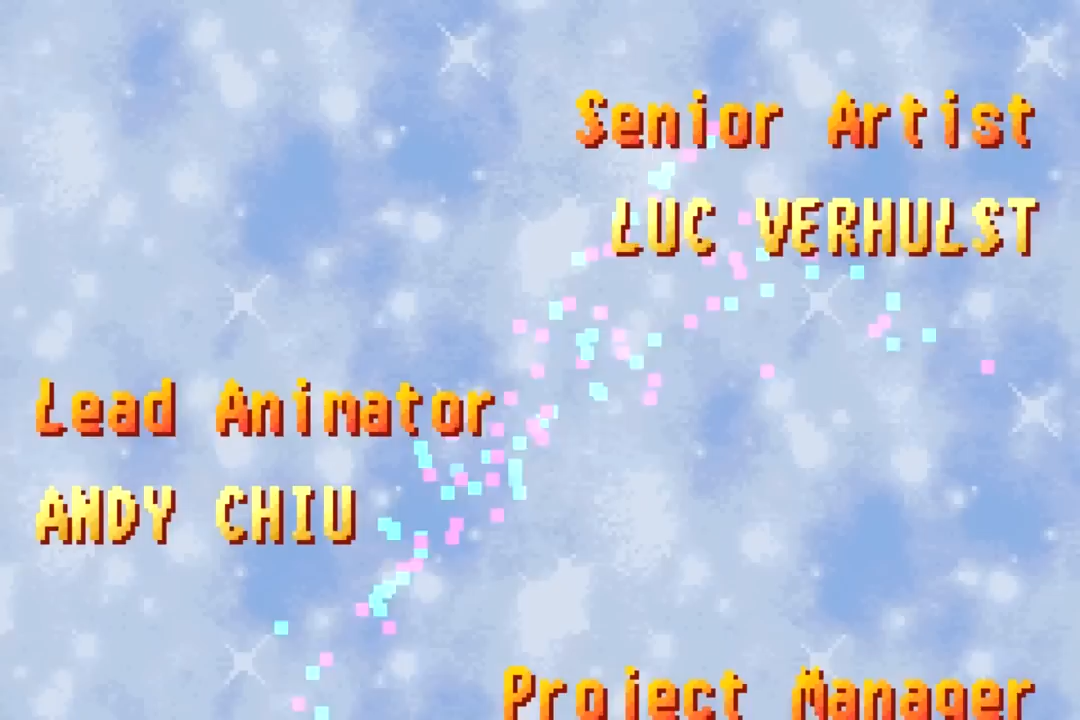 Senior Artist
LUC VERHULST
Lead Animator
ANDY CHIU
Project Manager